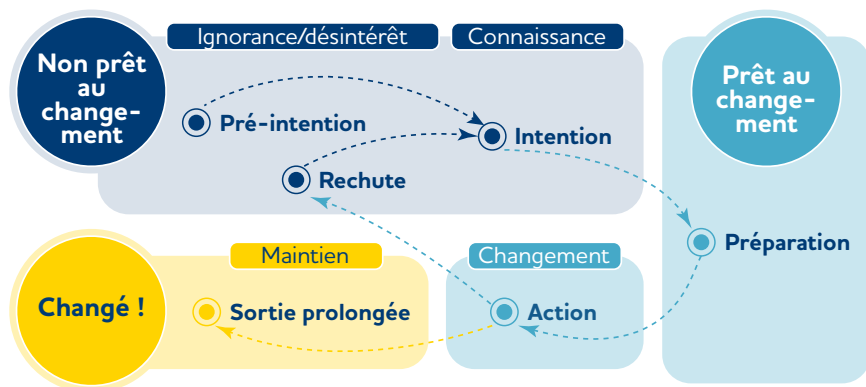 Ignorance/désintérêt
Connaissance
Non prêt
au
change-
ment
Prêt au
change-
ment
Pré-intention
Intention
Rechute
Préparation
Maintien
Changement
Changé !
Sortie prolongée
Action